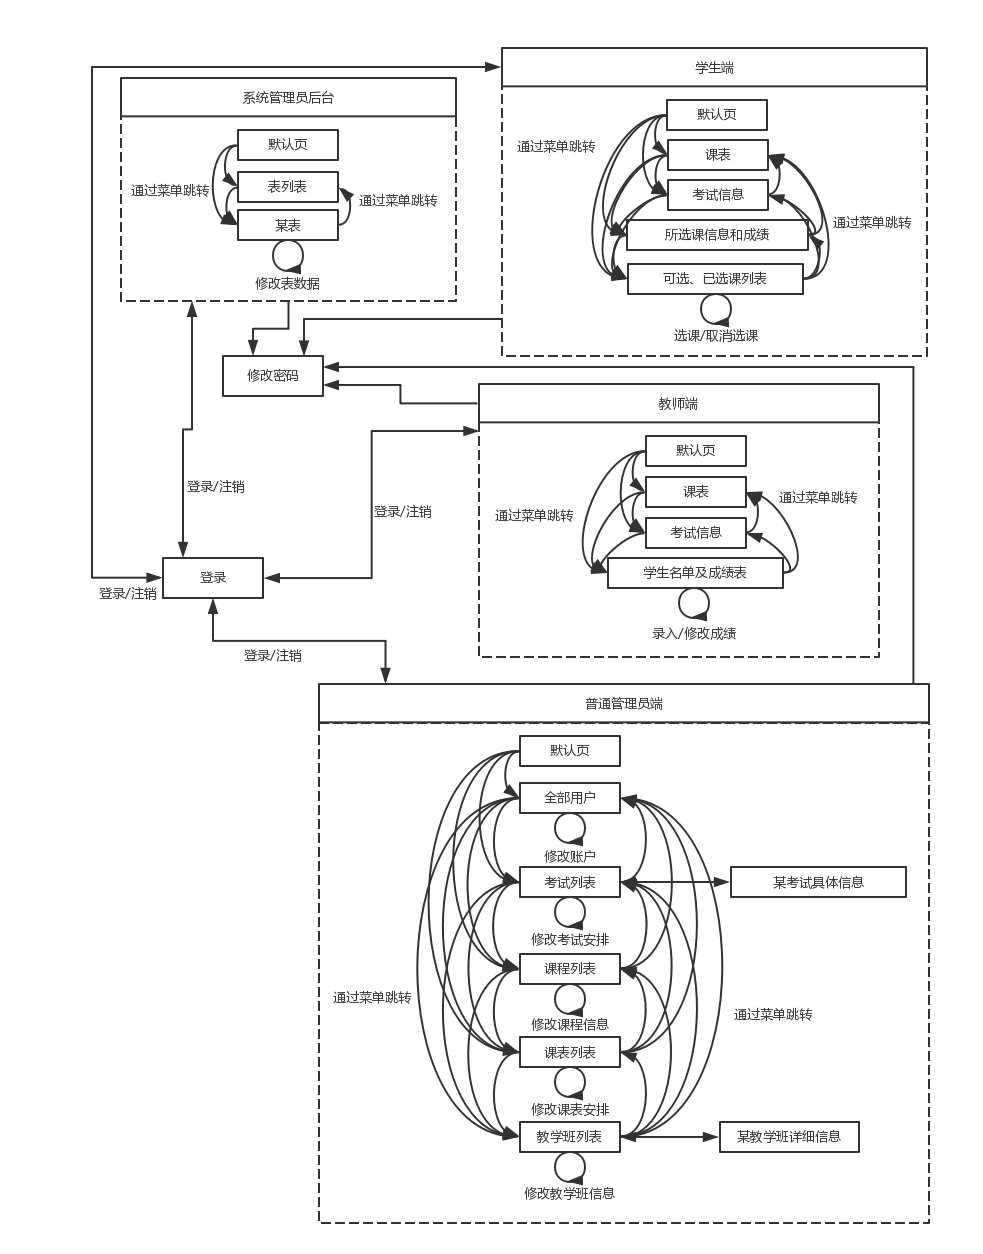 学生端
默认页
课表
考试信息
所选课信息和成绩
可选、已选课列表
选课/取消选课
通过菜单跳转
通过菜单跳转
系统管理员后台
默认页
表列表
某表
修改表数据
通过菜单跳转
通过菜单跳转
修改密码
教师端
默认页
课表
考试信息
学生名单及成绩表
录入/修改成绩
通过菜单跳转
通过菜单跳转
登录/注销
登录/注销
登录
登录/注销
登录/注销
普通管理员端
默认页
全部用户
修改账户
考试列表
某考试具体信息
修改考试安排
课程列表
通过菜单跳转
通过菜单跳转
修改课程信息
课表列表
修改课表安排
教学班列表
某教学班详细信息
修改教学班信息